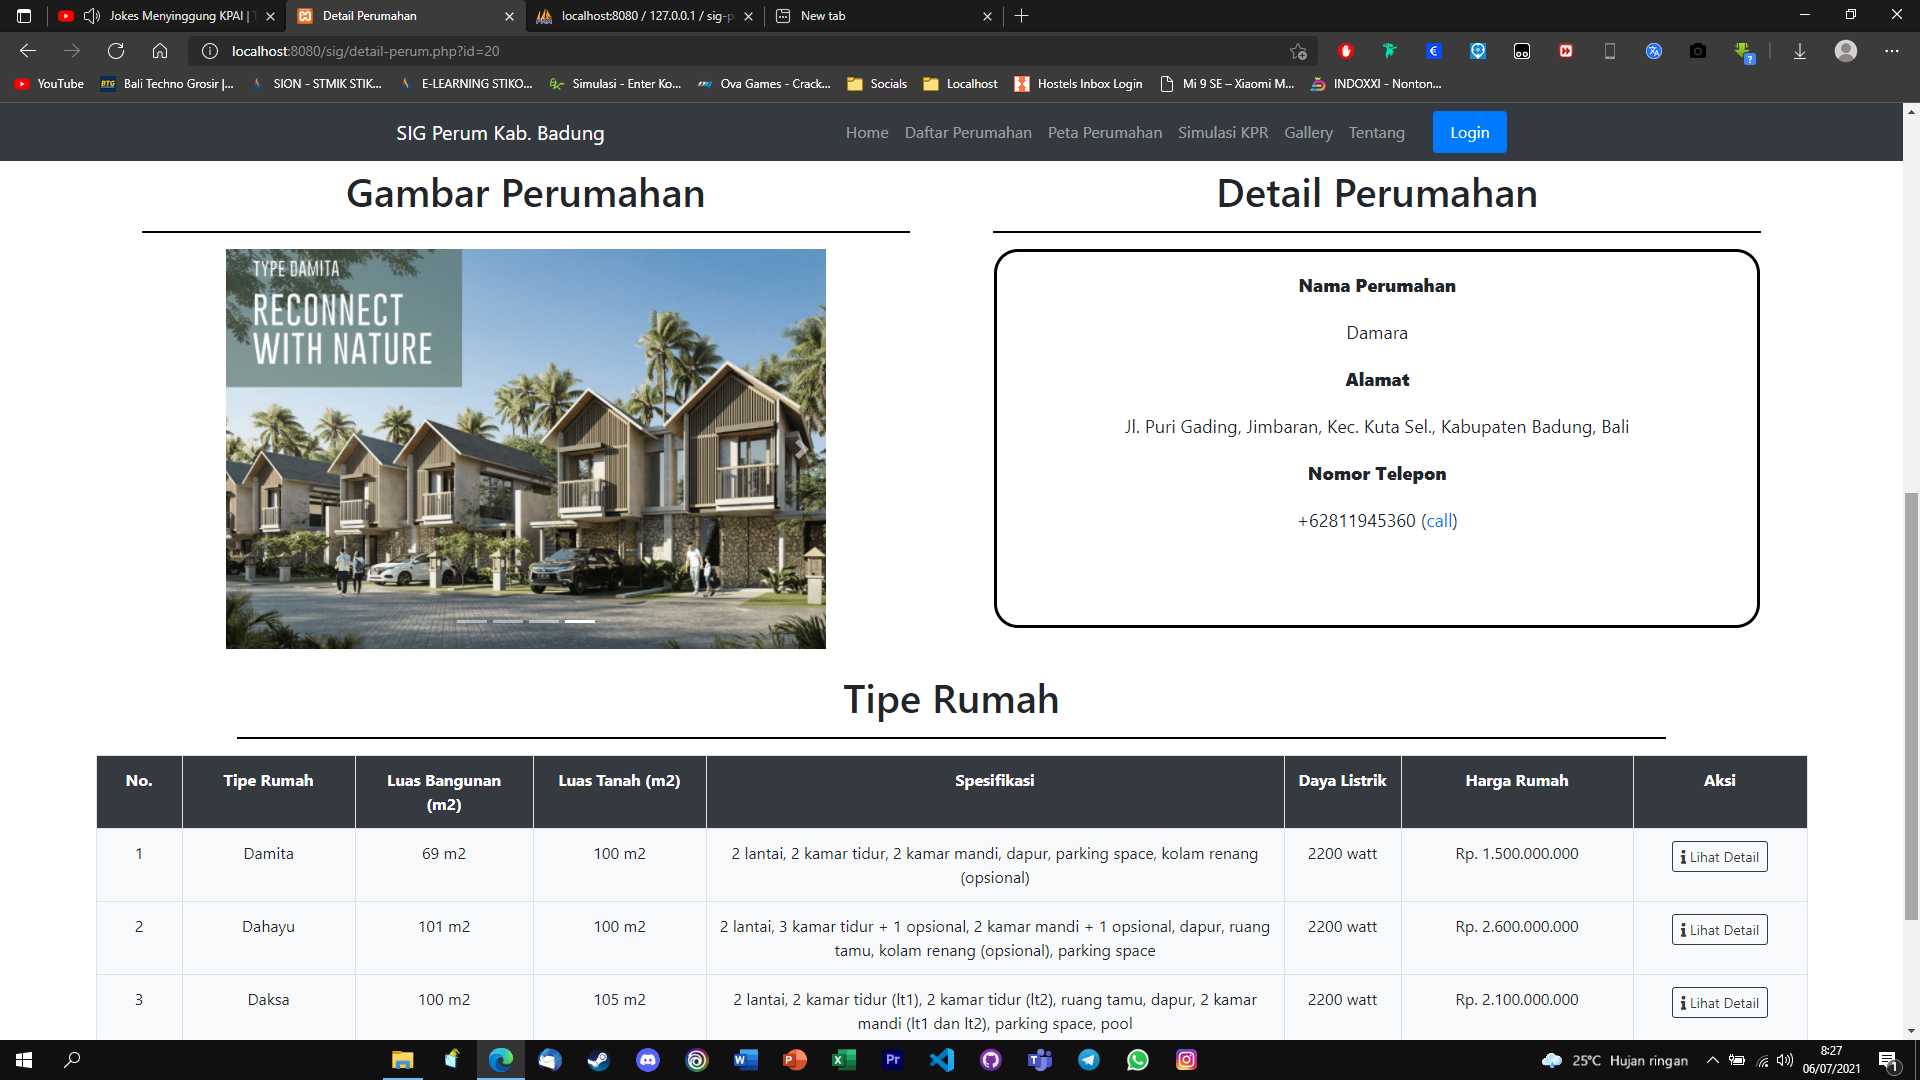 Jokes Menyinggung KPAI | T
Detail Perumahan
localhost:8080 / 127.0.0.1 / sig-p
New tab
localhost:8080/sig/detail-perum.php?id=20
YouTube
BTG
Bali Techno Grosir |...
SION - STMIK STIK...
E-LEARNING STIKO...
Simulasi - Enter Ko...
Ova Games - Crack...
Socials
Localhost
Hostels Inbox Login
Mi 9 SE – Xiaomi M...
INDOXXI - Nonton...
SIG Perum Kab. Badung
Home
Daftar Perumahan
Peta Perumahan
Simulasi KPR
Gallery
Tentang
Login
Gambar Perumahan
TYPE DAMITA
RECONNECT
WITH NATURE
Detail Perumahan
Nama Perumahan
Damara
Alamat
Jl. Puri Gading, Jimbaran, Kec. Kuta Sel., Kabupaten Badung, Bali
Nomor Telepon
+62811945360 (call)
Tipe Rumah
No. Tipe Rumah Luas Bangunan (m2) Luas Tanah (m2) Spesifikasi Daya Listrik Harga Rumah Aksi
1 Damita 69 m2 100 m2 2 lantai, 2 kamar tidur, 2 kamar mandi, dapur, parking space, kolam renang 2200 watt Rp. 1.500.000.000 Lihat Detail
(opsional)
2 Dahayu 101 m2 100 m2 2 lantai, 3 kamar tidur + 1 opsional, 2 kamar mandi + 1 opsional, dapur, ruang 2200 watt Rp. 2.600.000.000 Lihat Detail
tamu, kolam renang (opsional), parking space
3 Daksa 100 m2 105 m2 2 lantai, 2 kamar tidur (lt1), 2 kamar tidur (lt2), ruang tamu, dapur, 2 kamar 2200 watt Rp. 2.100.000.000 Lihat Detail
mandi (lt1 dan lt2), parking space, pool
25°C Hujan ringan
8:27
06/07/2021
1